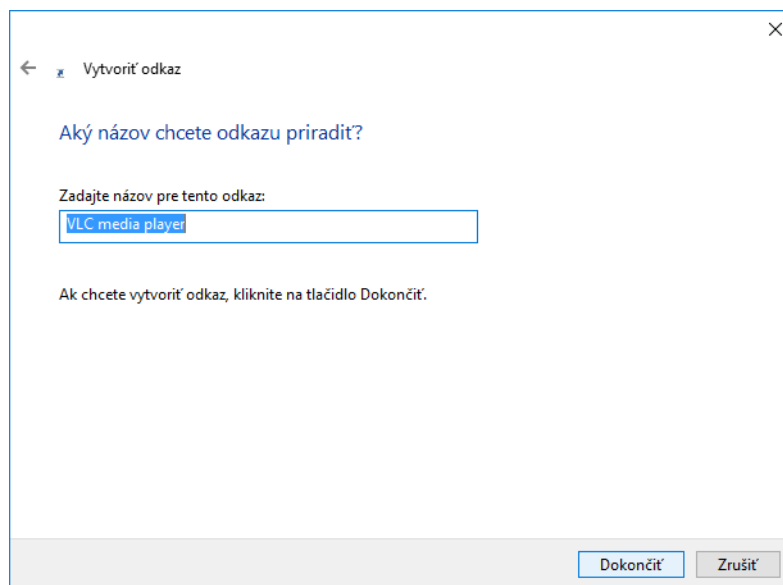 Vytvoriť odkaz
Aký názov chcete odkazu priradiť?
Zadajte názov pre tento odkaz:
VLC media player
Ak chcete vytvoriť odkaz, kliknite na tlačidlo Dokončiť.
Dokončiť Zrušiť